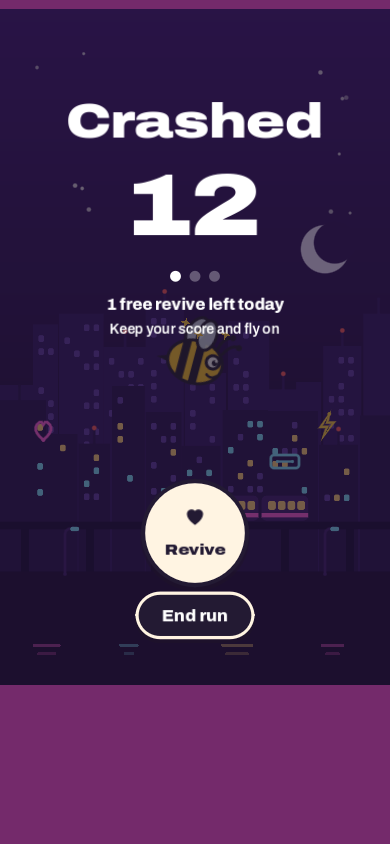 Crashed
12
1 free revive left today
Keep your score and fly on
Revive
End run